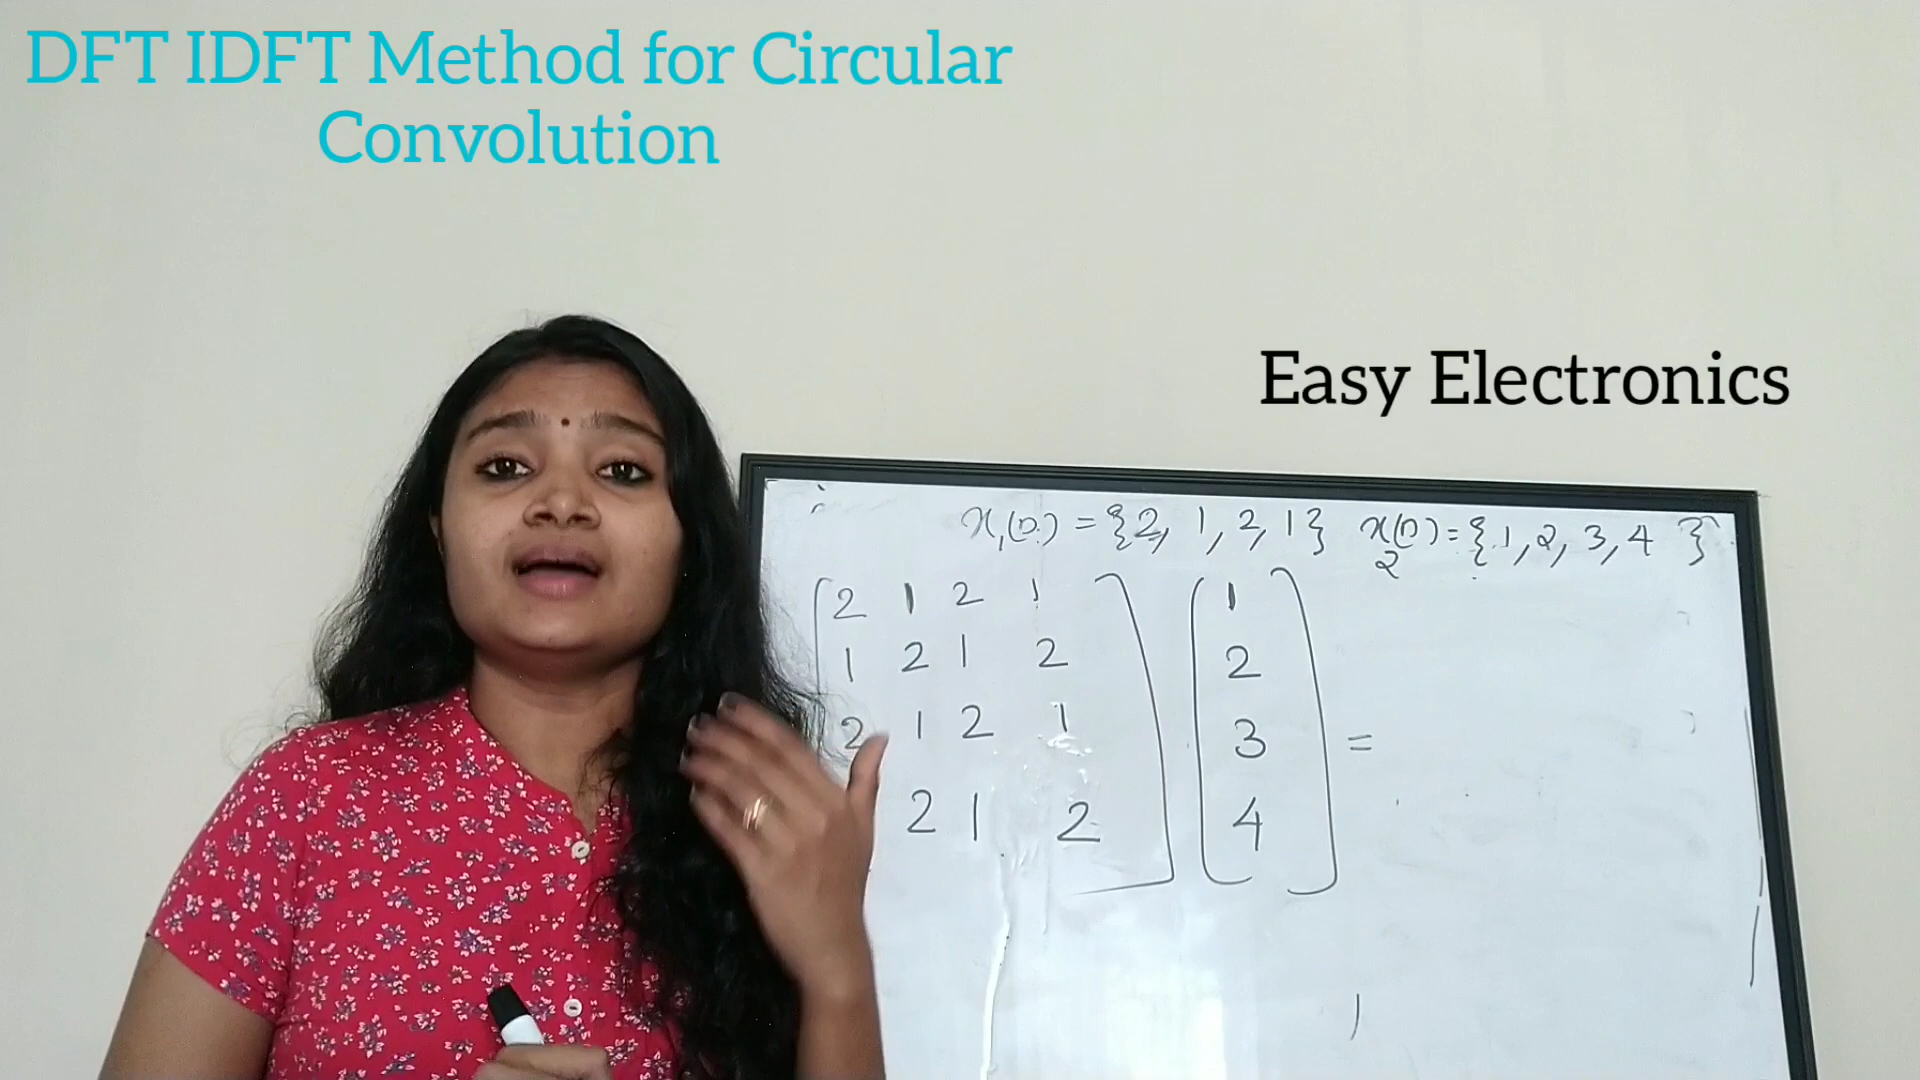 DFT IDFT Method for Circular
Convolution
Easy Electronics
x₁(n) = {2, 1, 2, 1} x₂(n) = {1, 2, 3, 4}
2 1 2 1 1
1 2 1 2 2
2 1 2 1 3 =
2 1 2 4